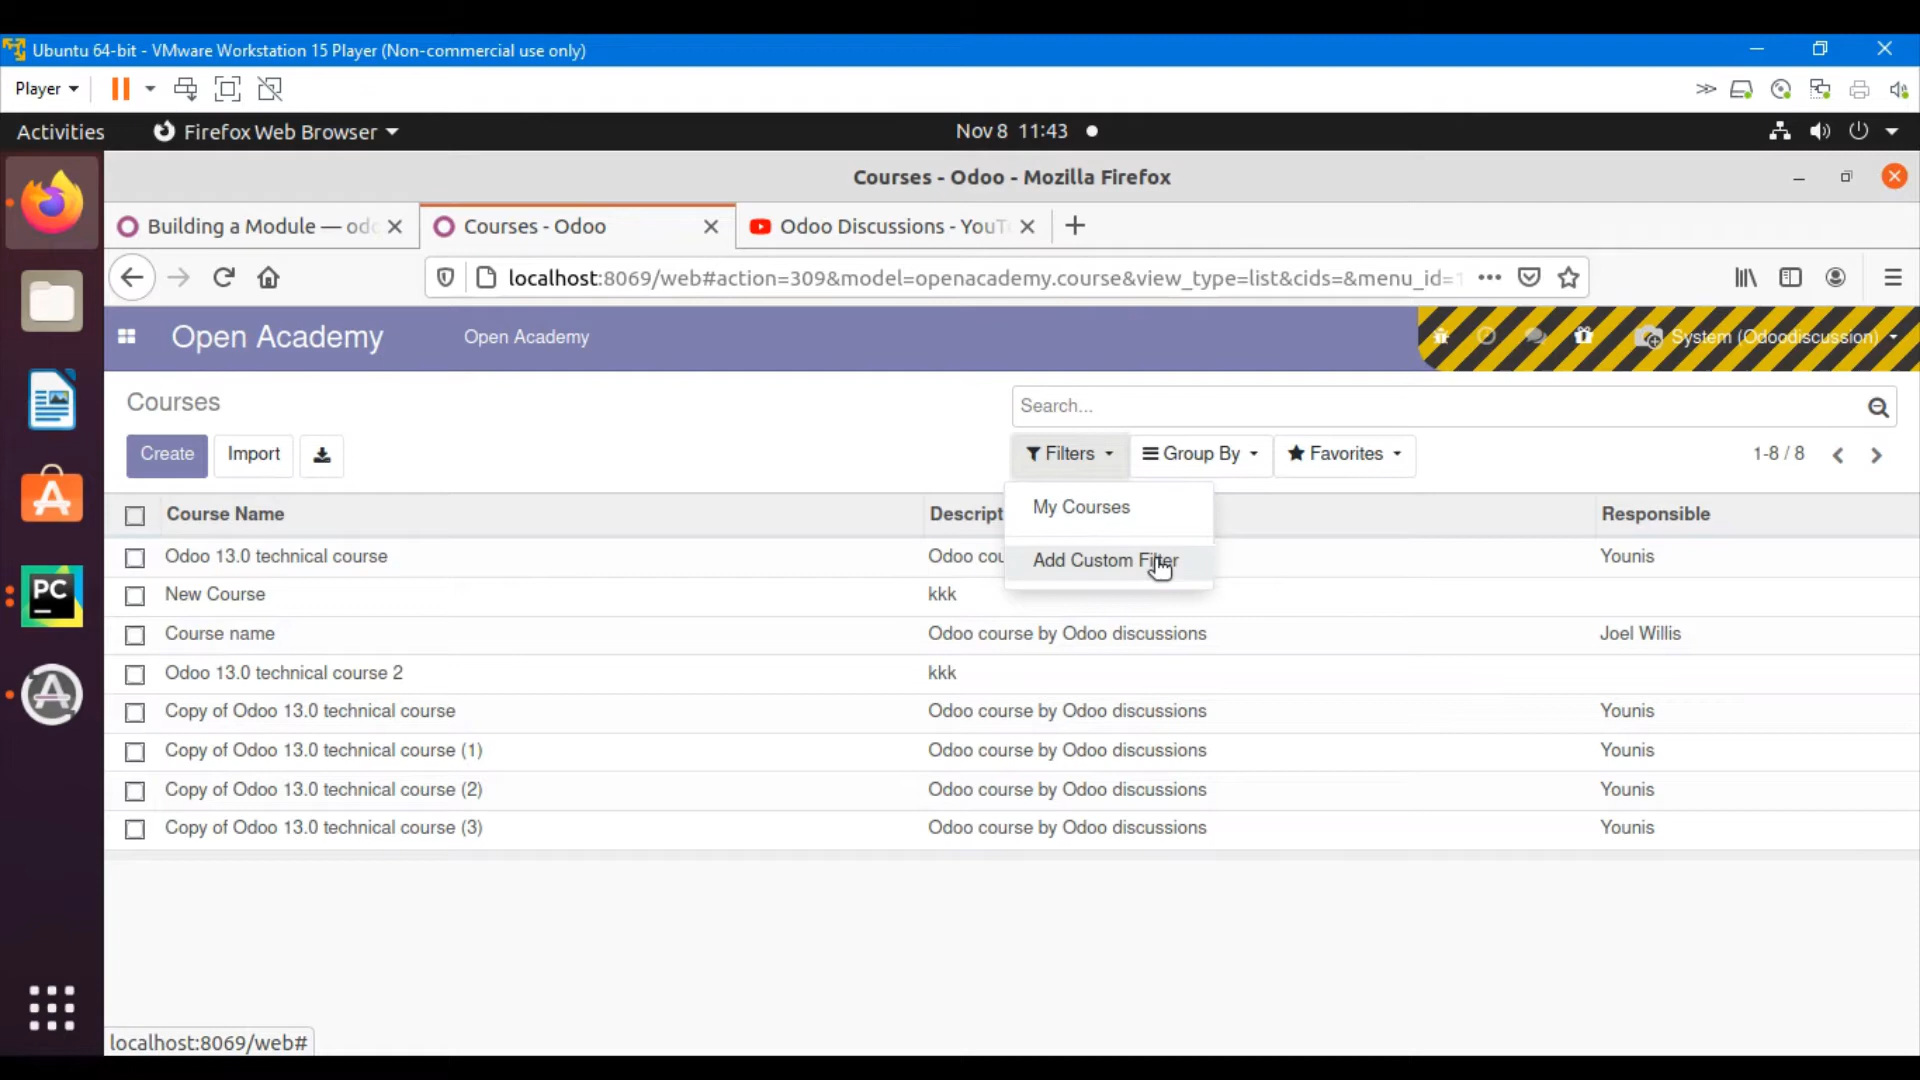 Ubuntu 64-bit - VMware Workstation 15 Player (Non-commercial use only)
Player
Activities
Firefox Web Browser
Nov 8 11:43
Courses - Odoo - Mozilla Firefox
Building a Module — odo
Courses - Odoo
Odoo Discussions - YouT
localhost:8069/web#action=309&model=openacademy.course&view_type=list&cids=&menu_id=1
Open Academy
Open Academy
System (Odoodiscussion)
Courses
Search...
Create
Import
Filters
Group By
Favorites
1-8 / 8
My Courses
Add Custom Filter
Course Name
Descript
Responsible
Odoo 13.0 technical course
Odoo cou
Younis
New Course
kkk
Course name
Odoo course by Odoo discussions
Joel Willis
Odoo 13.0 technical course 2
kkk
Copy of Odoo 13.0 technical course
Odoo course by Odoo discussions
Younis
Copy of Odoo 13.0 technical course (1)
Odoo course by Odoo discussions
Younis
Copy of Odoo 13.0 technical course (2)
Odoo course by Odoo discussions
Younis
Copy of Odoo 13.0 technical course (3)
Odoo course by Odoo discussions
Younis
PC
localhost:8069/web#